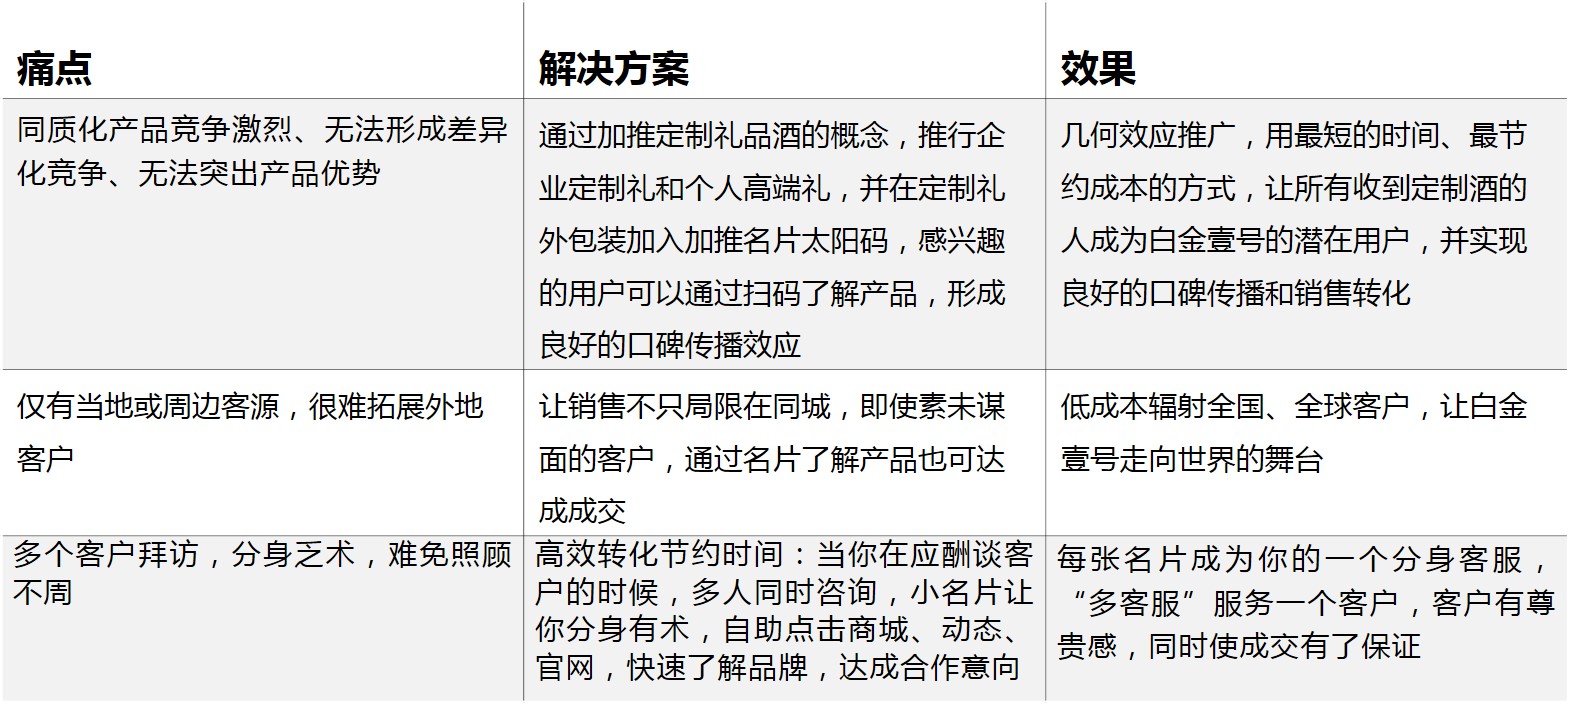 痛点
解决方案
效果
同质化产品竞争激烈、无法形成差异
化竞争、无法突出产品优势
通过加推定制礼品酒的概念，推行企
业定制礼和个人高端礼，并在定制礼
外包装加入加推名片太阳码，感兴趣
的用户可以通过扫码了解产品，形成
良好的口碑传播效应
几何效应推广，用最短的时间、最节
约成本的方式，让所有收到定制酒的
人成为白金壹号的潜在用户，并实现
良好的口碑传播和销售转化
仅有当地或周边客源，很难拓展外地
客户
让销售不只局限在同城，即使素未谋
面的客户，通过名片了解产品也可达
成成交
低成本辐射全国、全球客户，让白金
壹号走向世界的舞台
多个客户拜访，分身乏术，难免照顾
不周
高效转化节约时间：当你在应酬谈客
户的时候，多人同时咨询，小名片让
你分身有术，自助点击商城、动态、
官网，快速了解品牌，达成合作意向
每张名片成为你的一个分身客服，
“多客服”服务一个客户，客户有尊
贵感，同时使成交有了保证